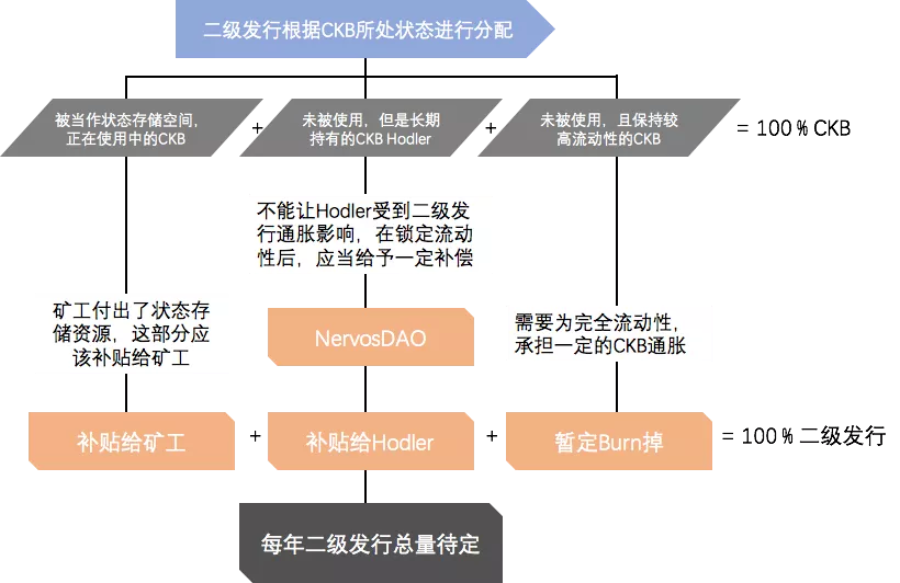 二级发行根据CKB所处状态进行分配
被当作状态存储空间，
正在使用中的CKB
+
未被使用，但是长期
持有的CKB Hodler
+
未被使用，且保持较
高流动性的CKB
= 100％ CKB
不能让Hodler受到二级发
行通胀影响，在锁定流动
性后，应当给予一定补偿
矿工付出了状态存
储资源，这部分应
该补贴给矿工
NervosDAO
需要为完全流动性，
承担一定的CKB通胀
补贴给矿工
+
补贴给Hodler
+
暂定Burn掉
= 100％二级发行
每年二级发行总量待定